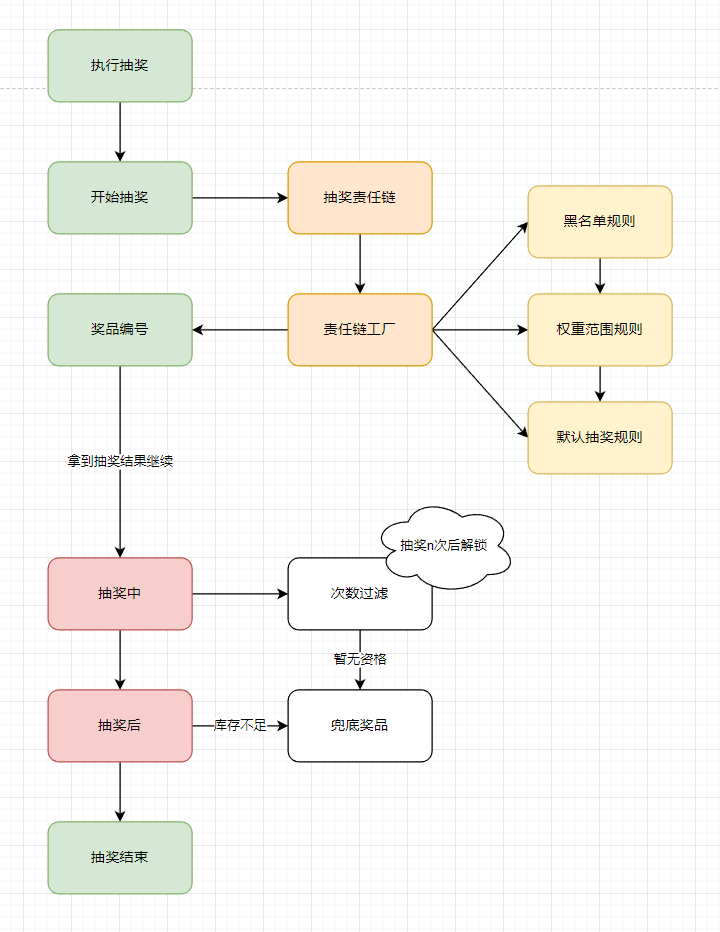 执行抽奖
开始抽奖
抽奖责任链
黑名单规则
奖品编号
责任链工厂
权重范围规则
默认抽奖规则
拿到抽奖结果继续
抽奖n次后解锁
抽奖中
次数过滤
暂无资格
抽奖后
库存不足
兜底奖品
抽奖结束